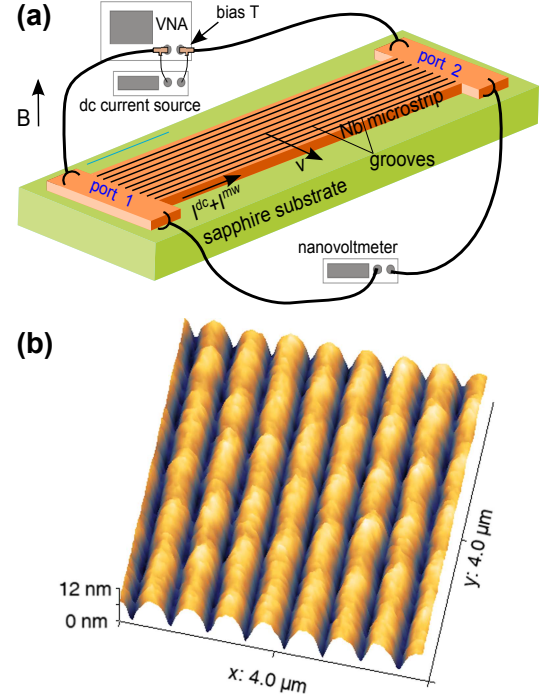 (a)
VNA
bias T
dc current source
B
port 1
port 2
Nb microstrip
grooves
v
I^dc+I^mw
sapphire substrate
nanovoltmeter
(b)
12 nm
0 nm
x: 4.0 µm
y: 4.0 µm